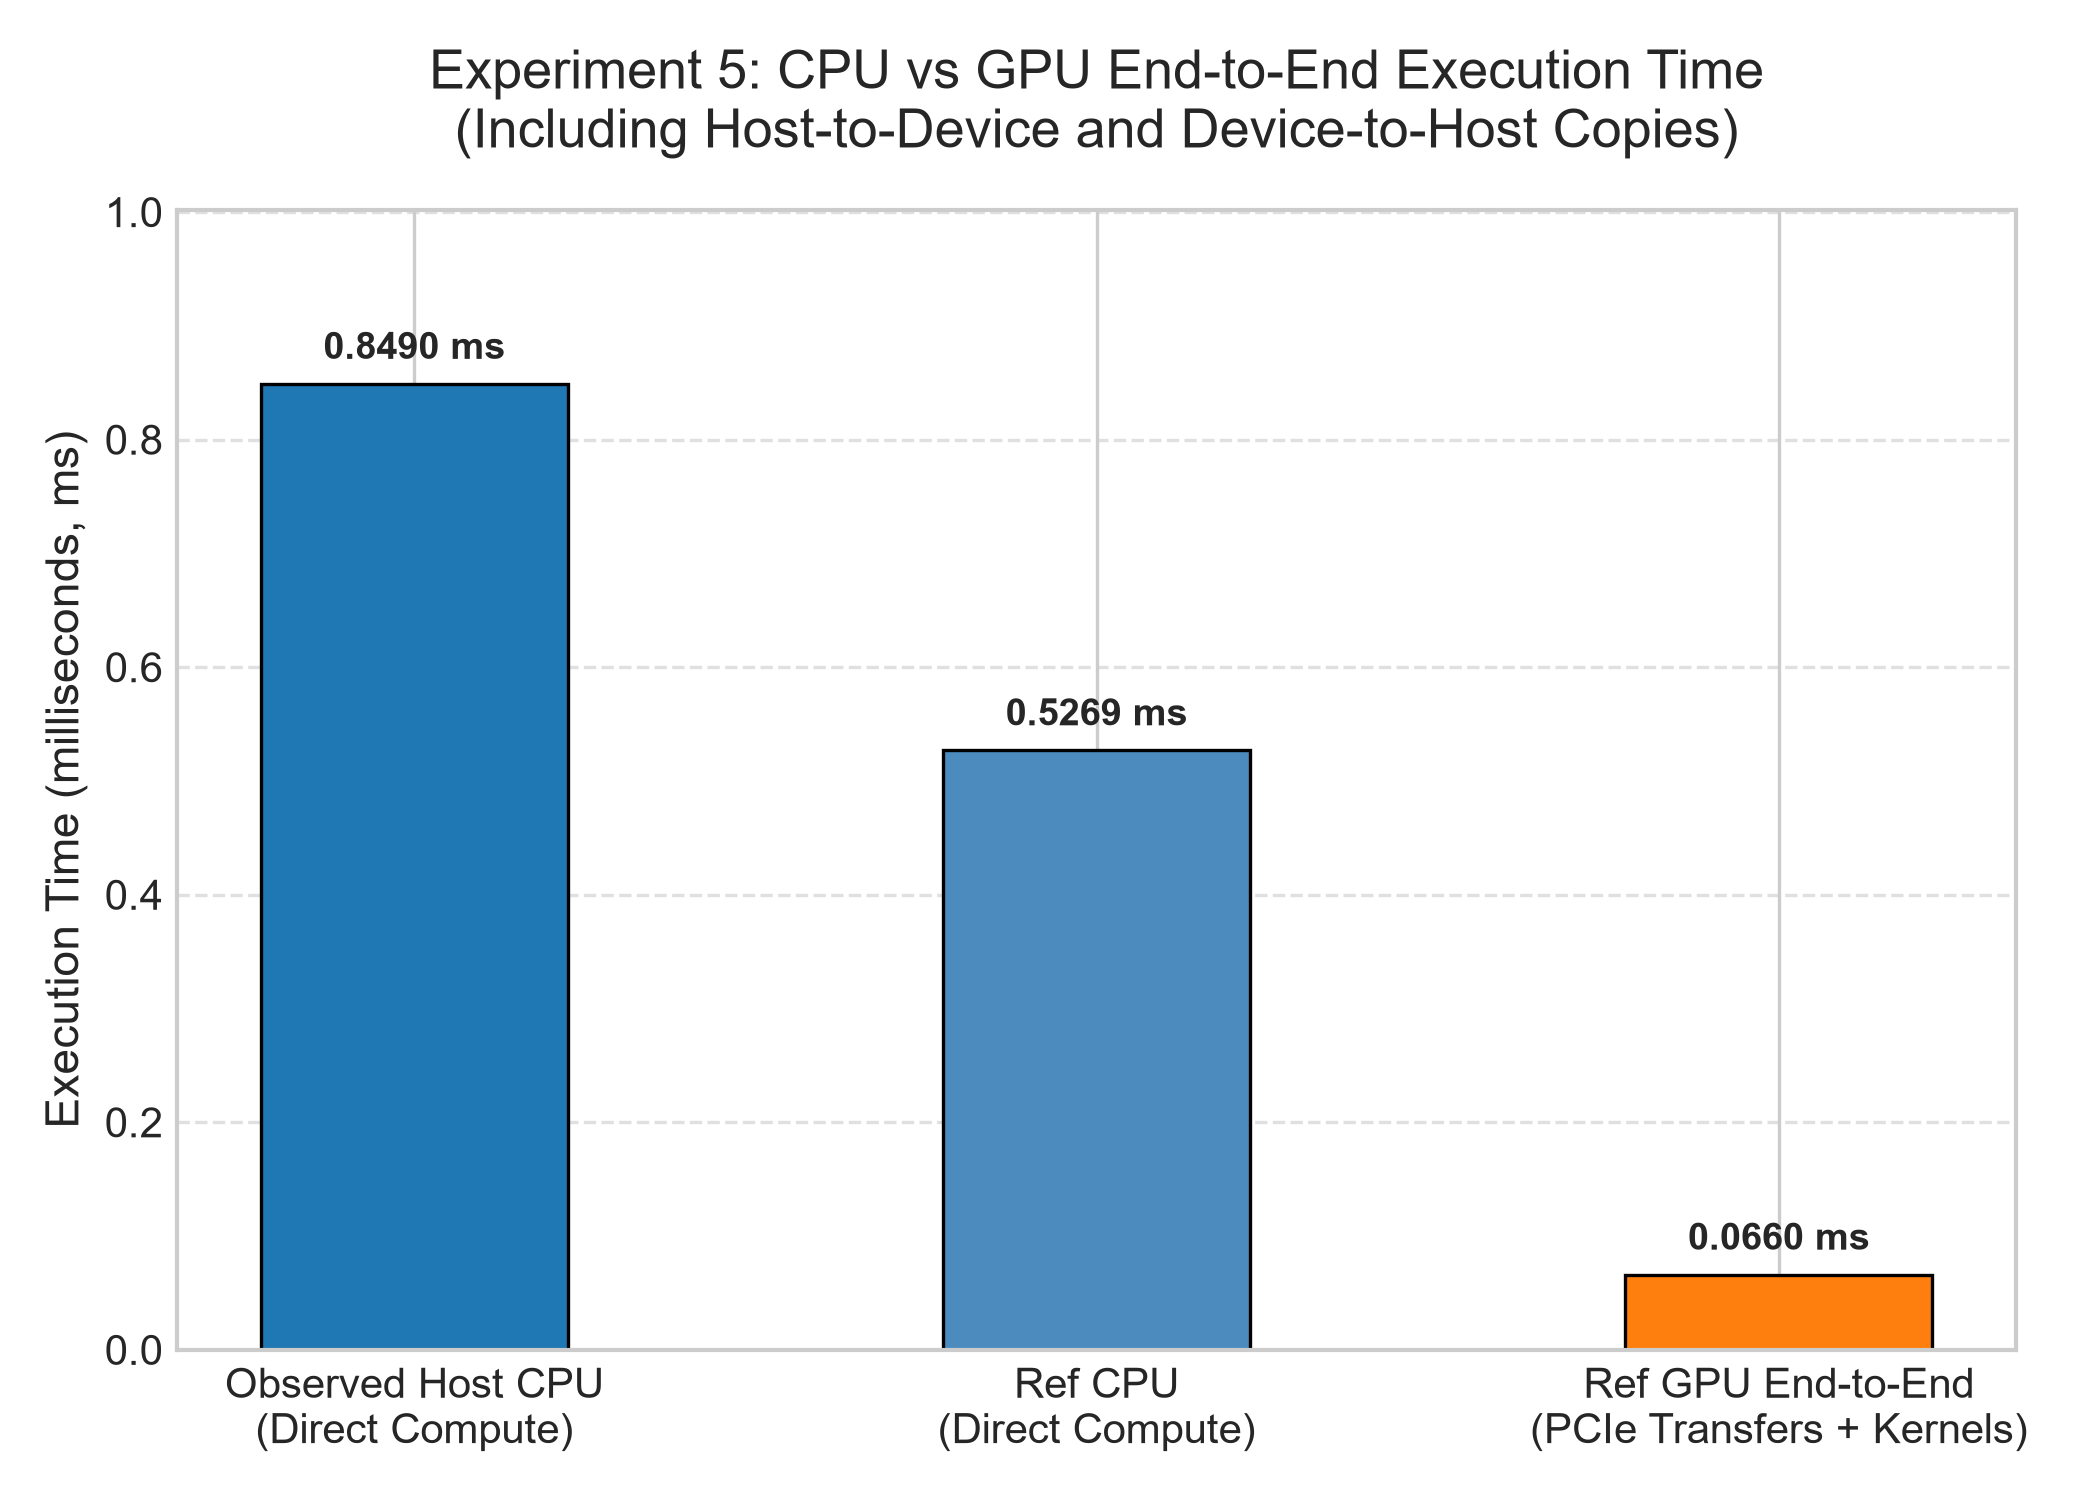 Experiment 5: CPU vs GPU End-to-End Execution Time
(Including Host-to-Device and Device-to-Host Copies)
Execution Time (milliseconds, ms)
1.0
0.8
0.6
0.4
0.2
0.0
0.8490 ms
0.5269 ms
0.0660 ms
Observed Host CPU
(Direct Compute)
Ref CPU
(Direct Compute)
Ref GPU End-to-End
(PCIe Transfers + Kernels)